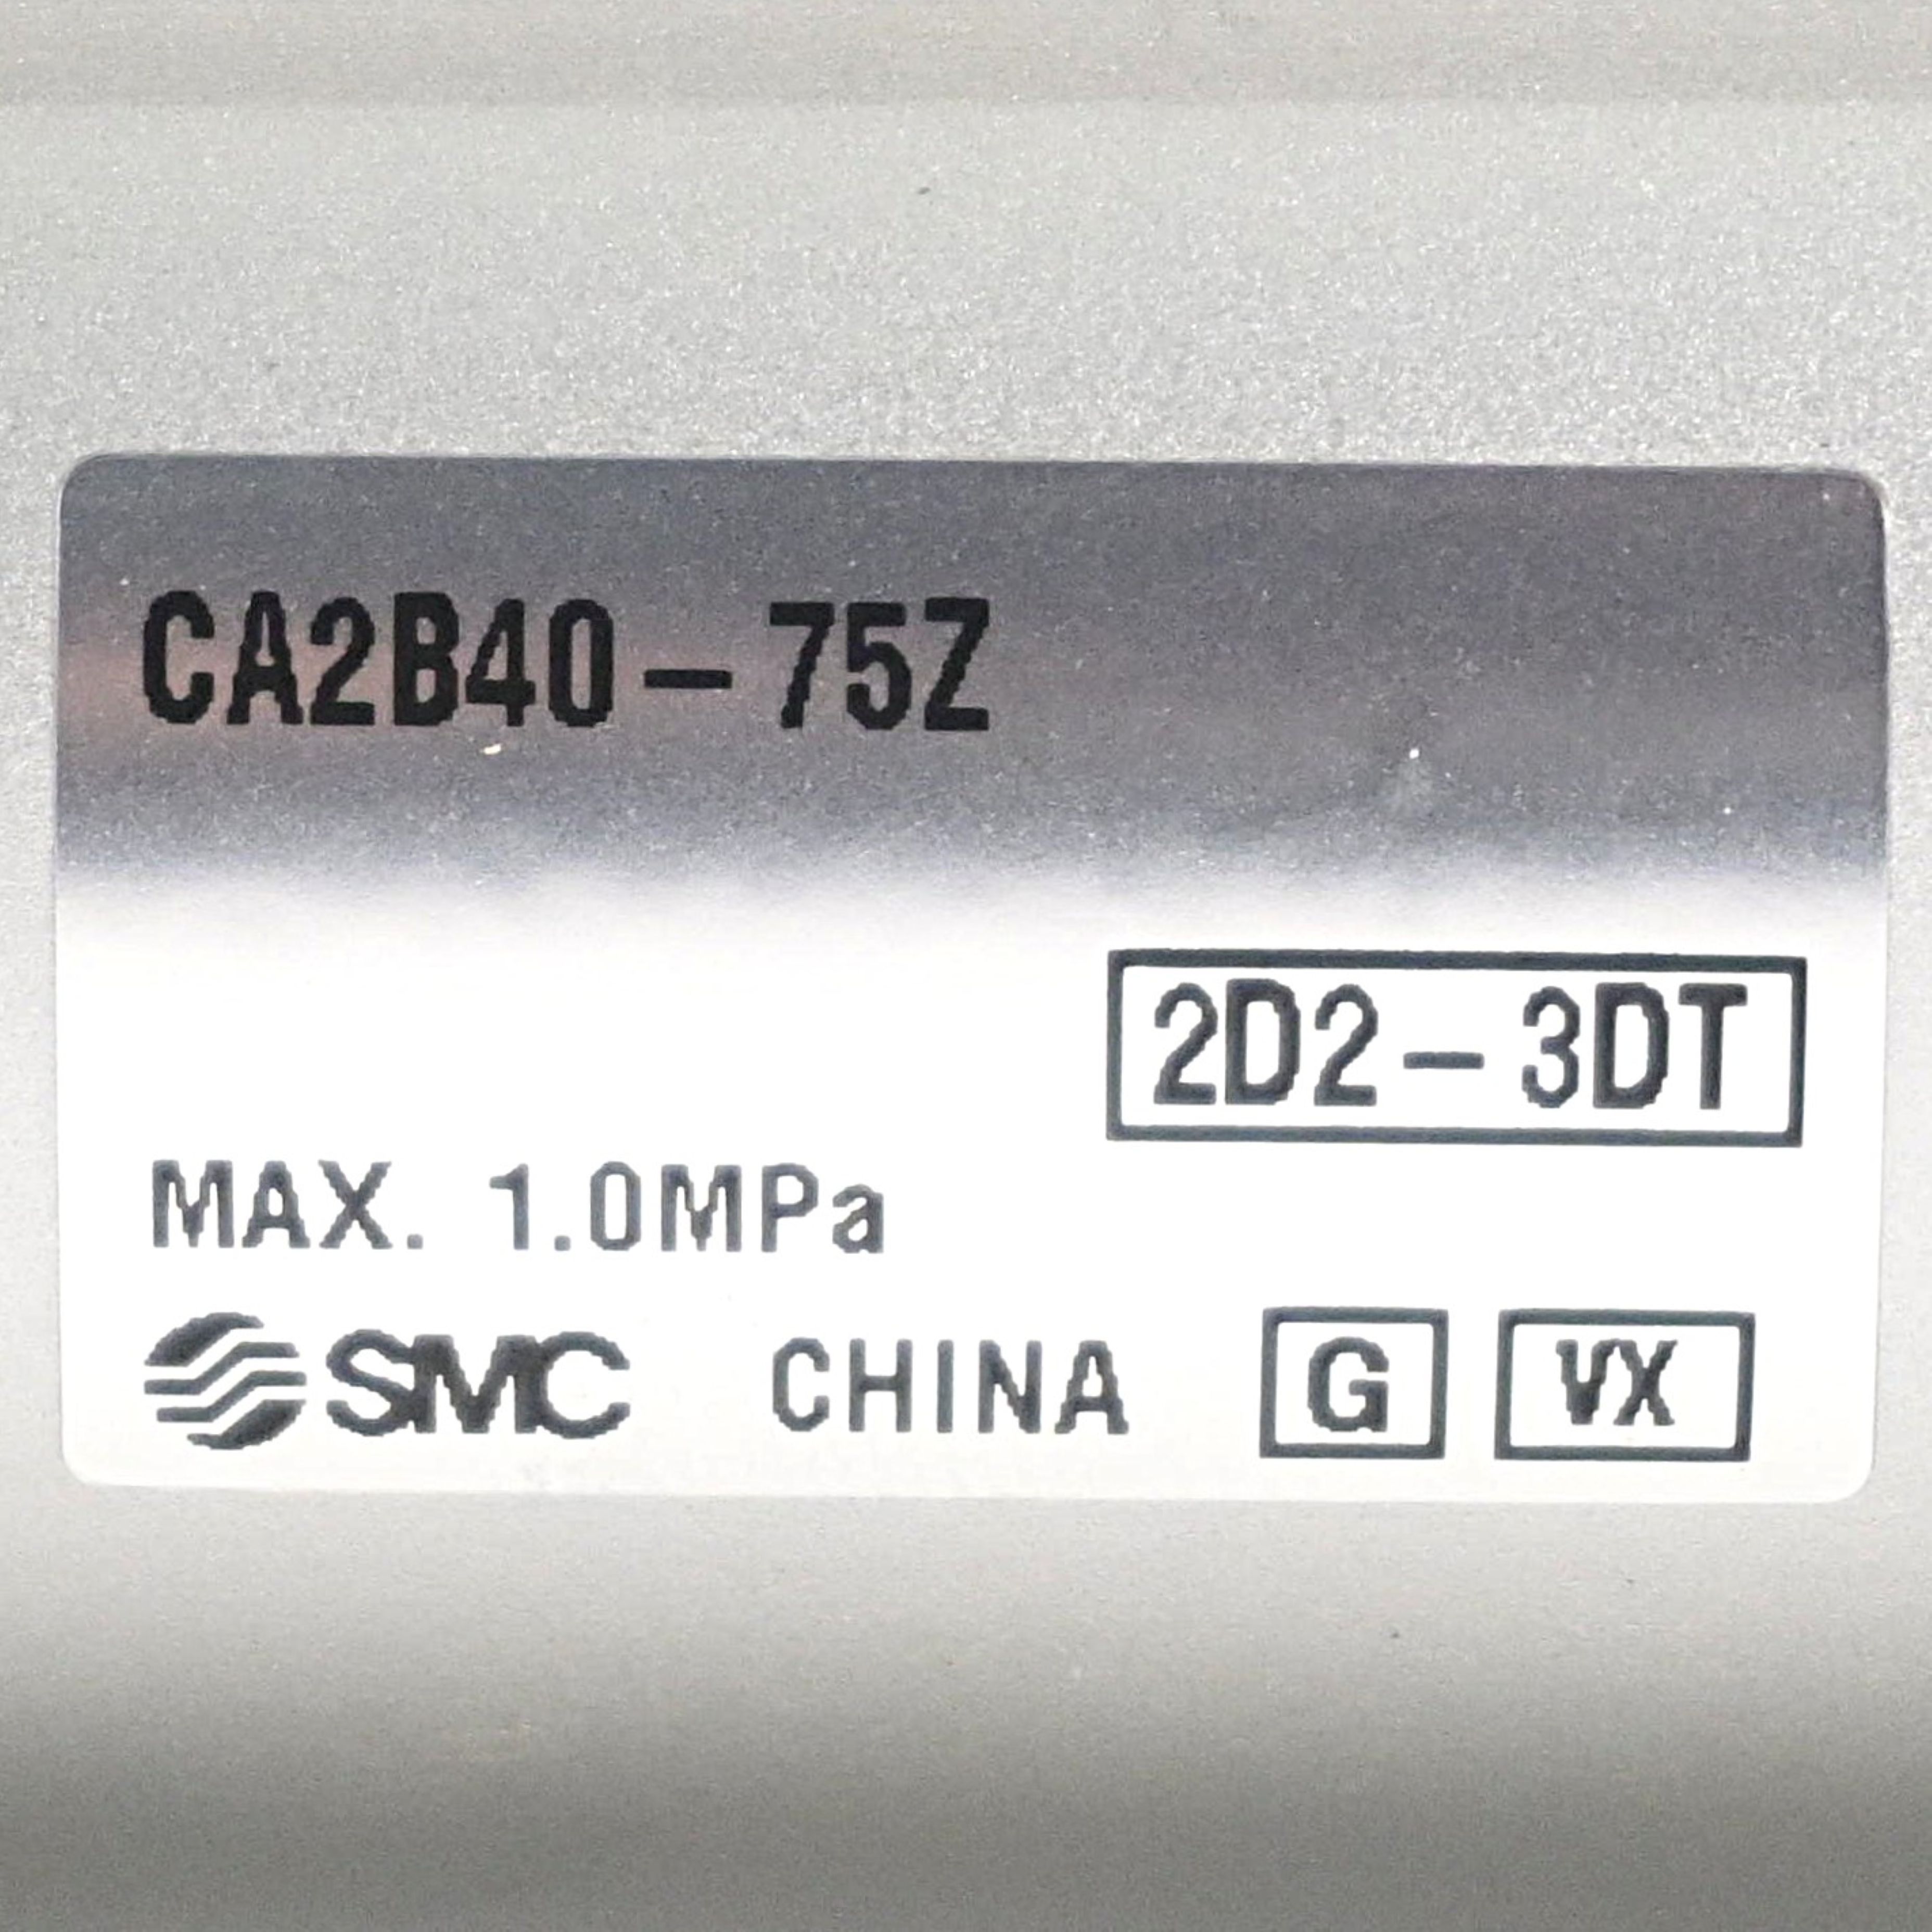 CA2B40-75Z
2D2-3DT
MAX. 1.0MPa
SMC CHINA G VX